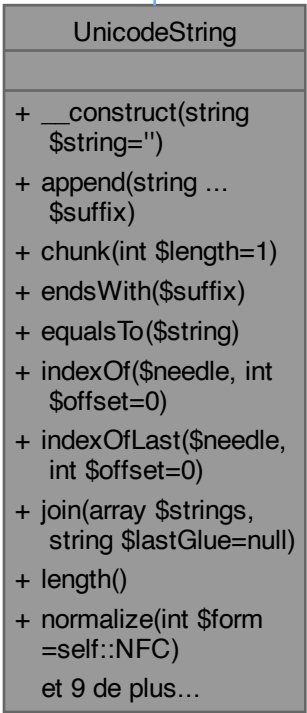 UnicodeString
+ __construct(string
$string='')
+ append(string ...
$suffix)
+ chunk(int $length=1)
+ endsWith($suffix)
+ equalsTo($string)
+ indexOf($needle, int
$offset=0)
+ indexOfLast($needle,
int $offset=0)
+ join(array $strings,
string $lastGlue=null)
+ length()
+ normalize(int $form
=self::NFC)
et 9 de plus...